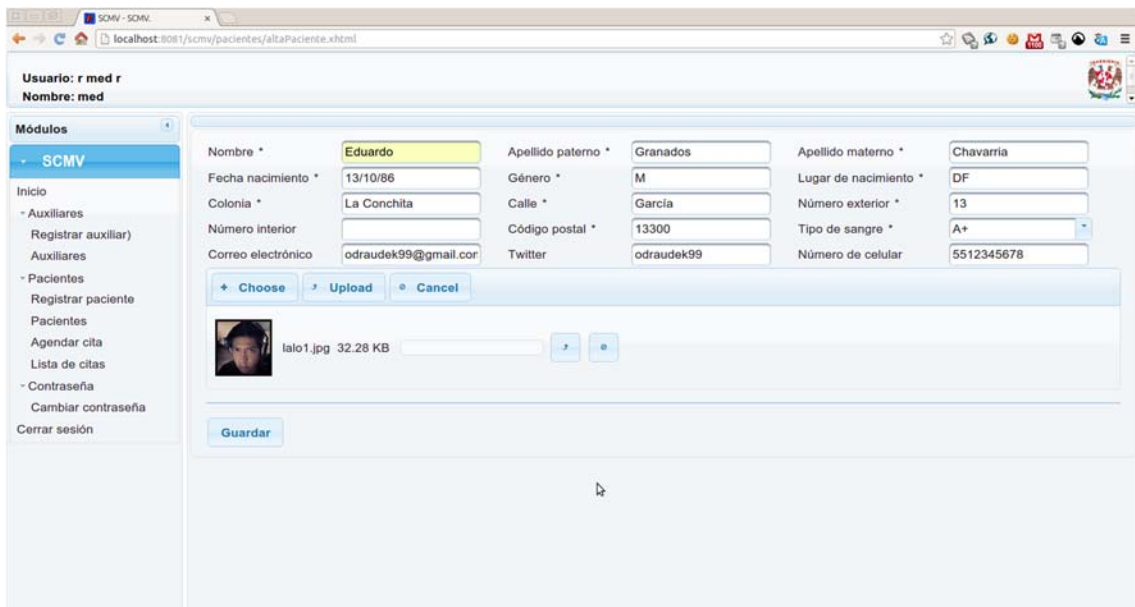 SCMV - SCMV.
localhost:8081/scmv/pacientes/altaPaciente.xhtml
Usuario: r med r
Nombre: med
Módulos
SCMV
Inicio
Auxiliares
Registrar auxiliar)
Auxiliares
Pacientes
Registrar paciente
Pacientes
Agendar cita
Lista de citas
Contraseña
Cambiar contraseña
Cerrar sesión
Nombre * Eduardo Apellido paterno * Granados Apellido materno * Chavarria
Fecha nacimiento * 13/10/86 Género * M Lugar de nacimiento * DF
Colonia * La Conchita Calle * García Número exterior * 13
Número interior Código postal * 13300 Tipo de sangre * A+
Correo electrónico odraudek99@gmail.cor Twitter odraudek99 Número de celular 5512345678
Choose Upload Cancel
lalo1.jpg 32.28 KB
Guardar